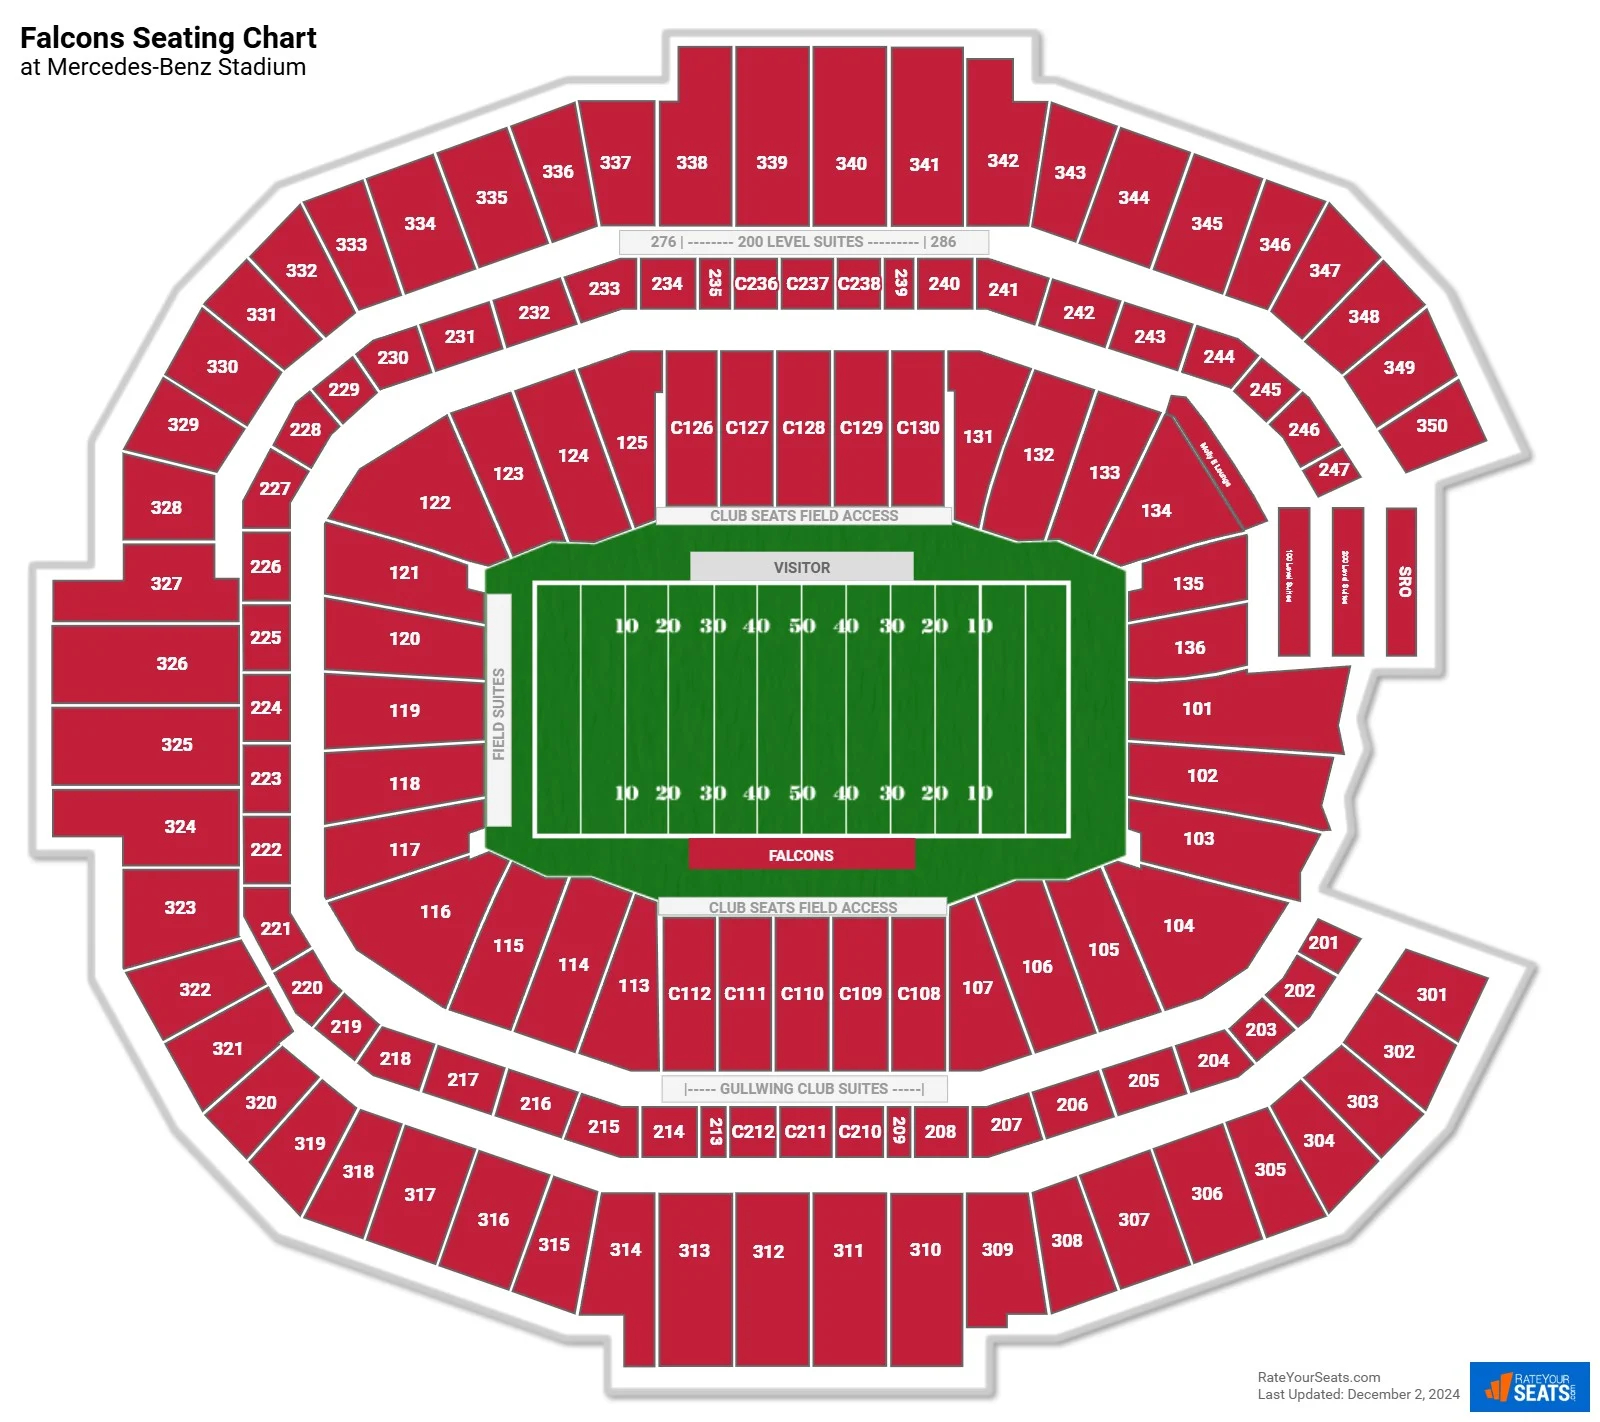 Falcons Seating Chart
at Mercedes-Benz Stadium
336 337 338 339 340 341 342 343
335 344
334 345
333 346
332 347
331 348
330 349
329 350
328
327
326
325
324
323
322
321
320
319
318
317
316
315 314 313 312 311 310 309 308
307
306
305
304
303
302
301
276 | -------- 200 LEVEL SUITES --------- | 286
233 234 235 C236 C237 C238 239 240 241
232 242
231 243
230 244
229 245
228 246
227 247
226
225
224
223
222
221
220
219
218
217
216
215 214 213 C212 C211 C210 209 208 207
206
205
204
203
202
201
122 123 124 125 C126 C127 C128 C129 C130 131 132 133 134
Molly B Lounge
121 135
120 136
119 101
118 102
117 103
116 115 114 113 C112 C111 C110 C109 C108 107 106 105 104
100 Level Suites
200 Level Suites
SRO
CLUB SEATS FIELD ACCESS
VISITOR
10 20 30 40 50 40 30 20 10
FIELD SUITES
10 20 30 40 50 40 30 20 10
FALCONS
CLUB SEATS FIELD ACCESS
|----- GULLWING CLUB SUITES -----|
RateYourSeats.com
Last Updated: December 2, 2024
RATEYOUR
SEATS.com